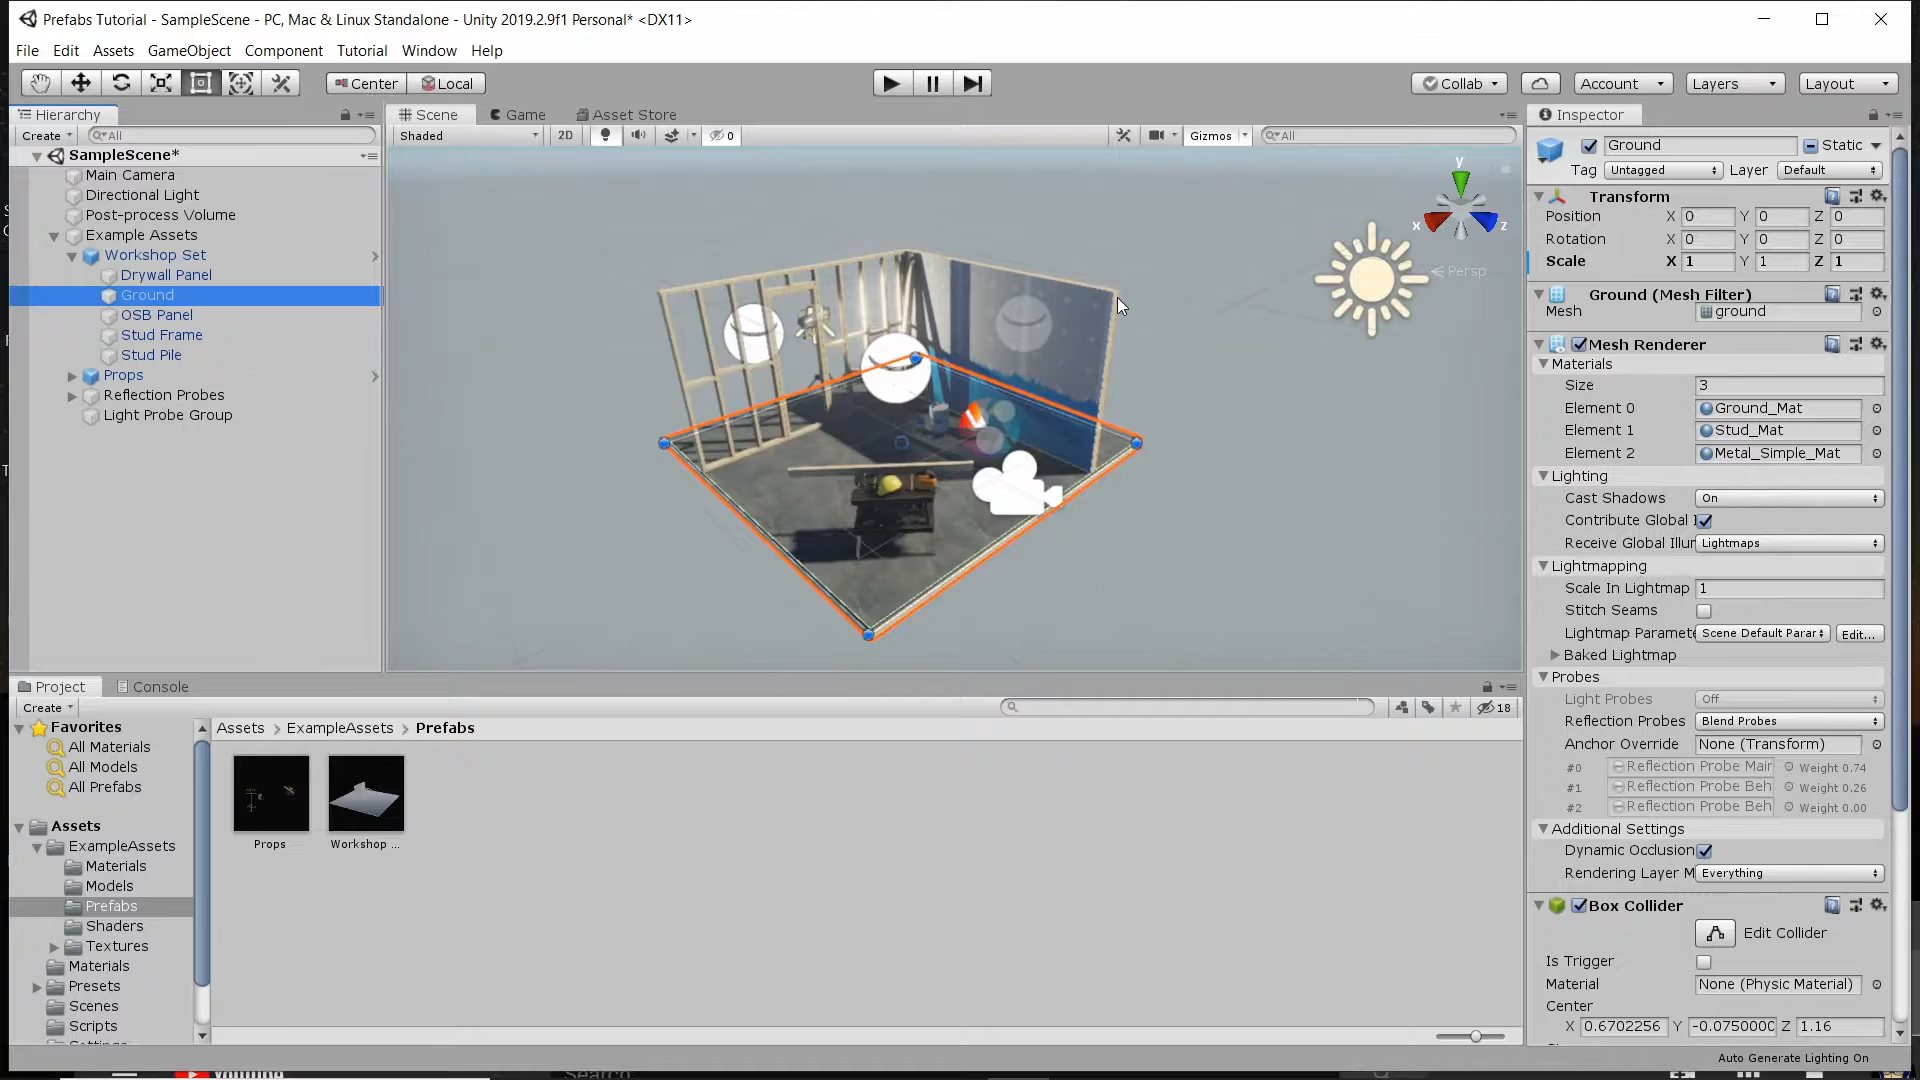 Prefabs Tutorial - SampleScene - PC, Mac & Linux Standalone - Unity 2019.2.9f1 Personal* <DX11>
File Edit Assets GameObject Component Tutorial Window Help
Center Local
Collab Account Layers Layout
Hierarchy
Create All
SampleScene*
Main Camera
Directional Light
Post-process Volume
Example Assets
Workshop Set
Drywall Panel
Ground
OSB Panel
Stud Frame
Stud Pile
Props
Reflection Probes
Light Probe Group
Scene Game Asset Store
Shaded 2D 0 Gizmos All
y
x z
Persp
Inspector
Ground Static
Tag Untagged Layer Default
Transform
Position X 0 Y 0 Z 0
Rotation X 0 Y 0 Z 0
Scale X 1 Y 1 Z 1
Ground (Mesh Filter)
Mesh ground
Mesh Renderer
Materials
Size 3
Element 0 Ground_Mat
Element 1 Stud_Mat
Element 2 Metal_Simple_Mat
Lighting
Cast Shadows On
Contribute Global
Receive Global Illur Lightmaps
Lightmapping
Scale In Lightmap 1
Stitch Seams
Lightmap Paramete Scene Default Parar Edit...
Baked Lightmap
Probes
Light Probes Off
Reflection Probes Blend Probes
Anchor Override None (Transform)
#0 Reflection Probe Mair Weight 0.74
#1 Reflection Probe Beh Weight 0.26
#2 Reflection Probe Beh Weight 0.00
Additional Settings
Dynamic Occlusion
Rendering Layer M Everything
Box Collider
Edit Collider
Is Trigger
Material None (Physic Material)
Center
X 0.6702256 Y -0.0750000 Z 1.16
Project Console
Create 18
Favorites
All Materials
All Models
All Prefabs
Assets
ExampleAssets
Materials
Models
Prefabs
Shaders
Textures
Materials
Presets
Scenes
Scripts
Assets > ExampleAssets > Prefabs
Props Workshop ...
Auto Generate Lighting On